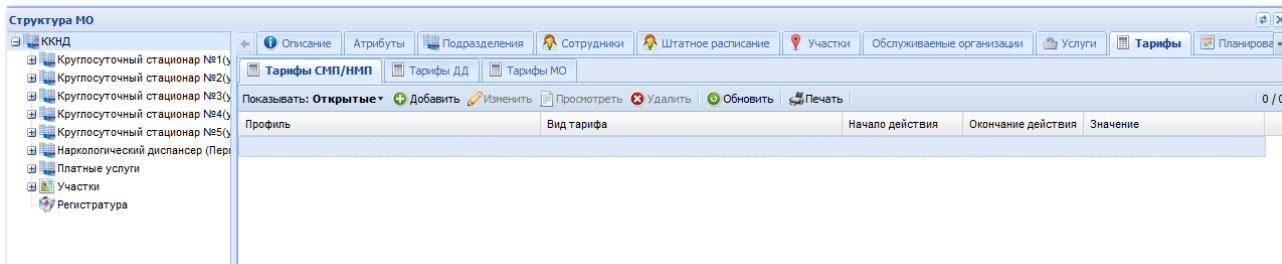 Структура МО
ККНД
Круглосуточный стационар №1(у
Круглосуточный стационар №2(у
Круглосуточный стационар №3(у
Круглосуточный стационар №4(у
Круглосуточный стационар №5(у
Наркологический диспансер (Пер
Платные услуги
Участки
Регистратура
Описание Атрибуты Подразделения Сотрудники Штатное расписание Участки Обслуживаемые организации Услуги Тарифы Планирова
Тарифы СМП/НМП Тарифы ДД Тарифы МО
Показывать: Открытые Добавить Изменить Просмотреть Удалить Обновить Печать 0 / 0
Профиль Вид тарифа Начало действия Окончание действия Значение